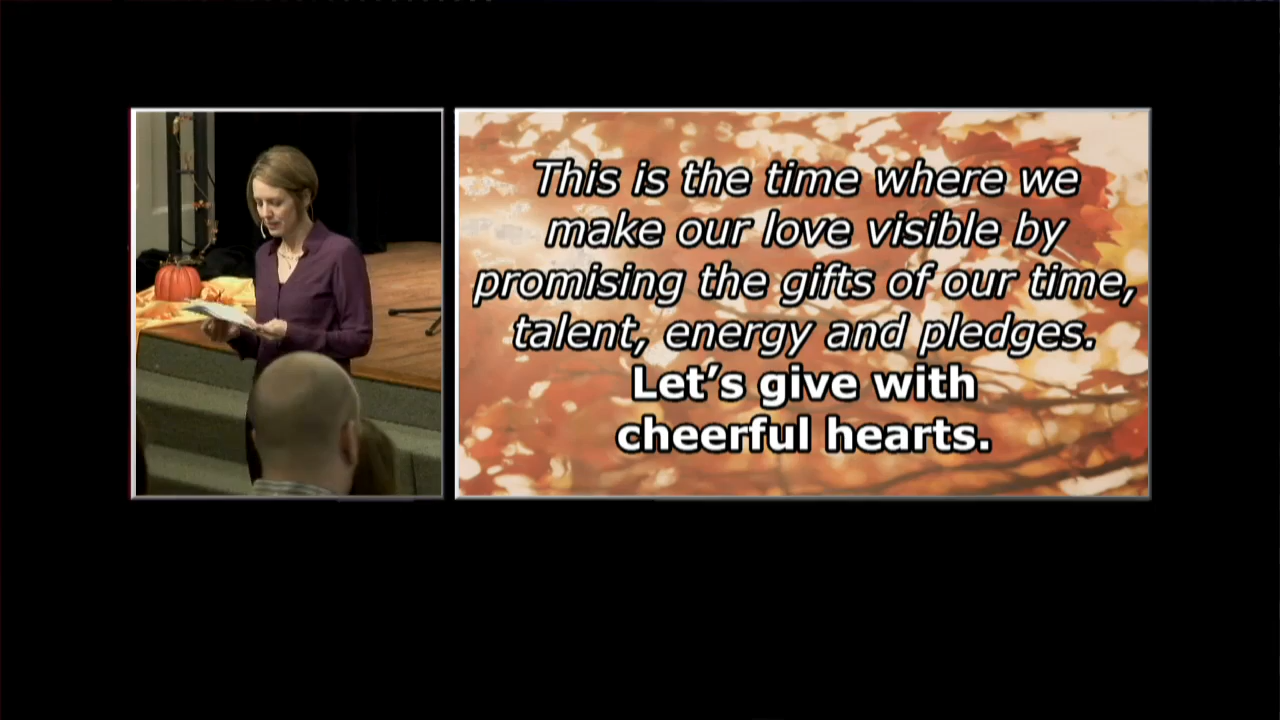 This is the time where we
make our love visible by
promising the gifts of our time,
talent, energy and pledges.
Let’s give with
cheerful hearts.